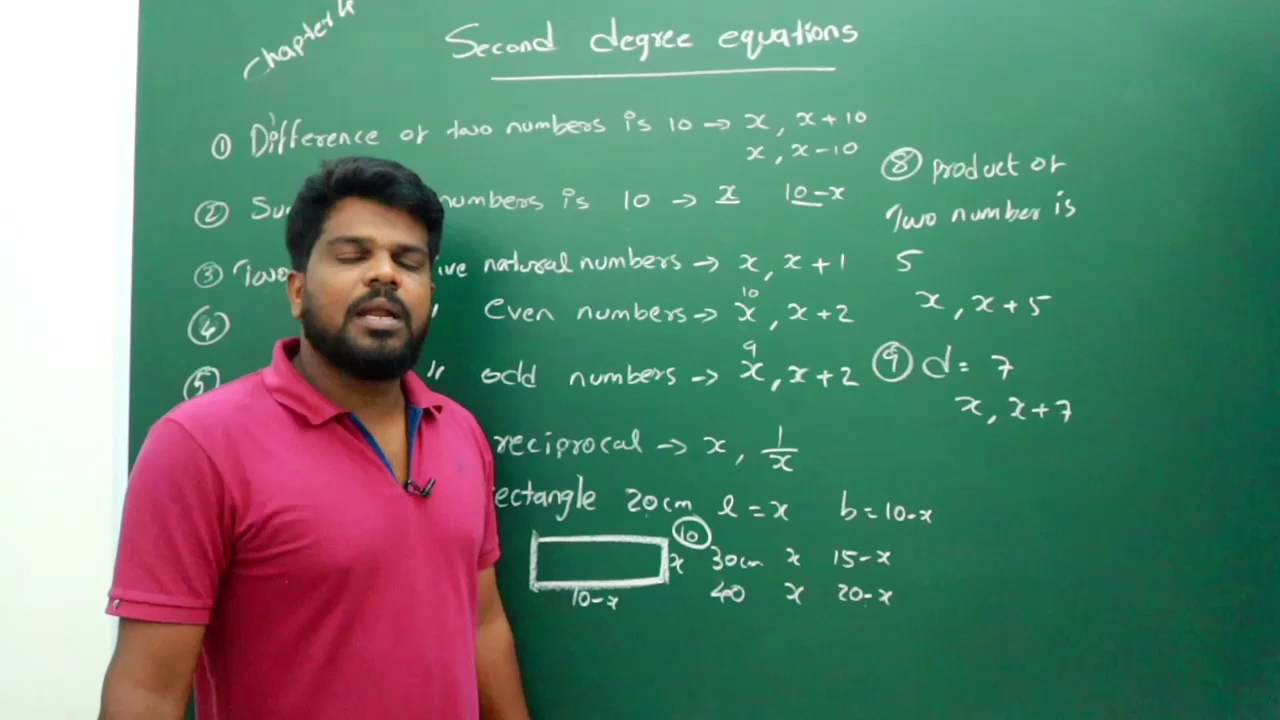 Chapter 4
Second degree equations
① Difference of two numbers is 10 → x, x+10
x, x-10
② Su numbers is 10 → x 10-x
③ Two ive natural numbers → x, x+1
④ " even numbers → x, x+2
10
⑤ " odd numbers → x, x+2
9
reciprocal → x, 1/x
ectangle 20cm l=x b=10-x
⑩ 30cm x 15-x
x
10-x
40 x 20-x
⑧ product of
Two number is
5
x, x+5
⑨ d=7
x, x+7